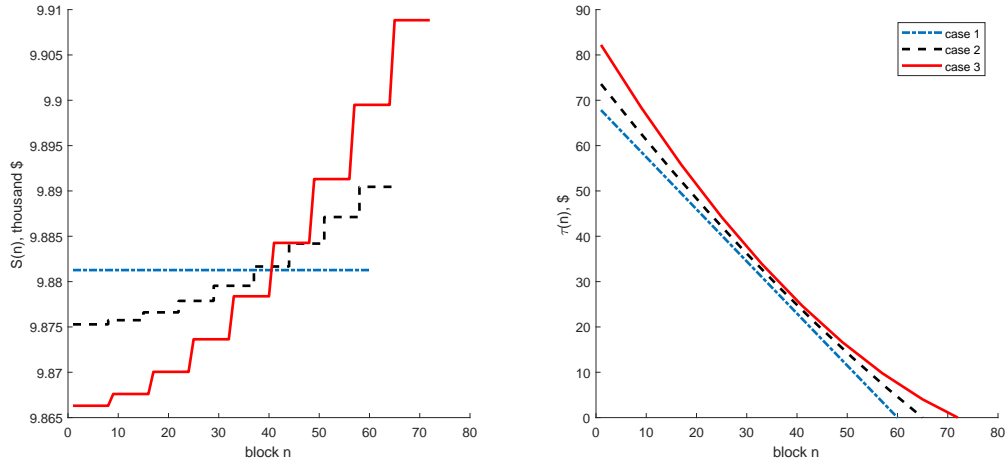 9.91
9.905
9.9
9.895
9.89
9.885
9.88
9.875
9.87
9.865
S(n), thousand $
0 10 20 30 40 50 60 70 80
block n
90
80
70
60
50
40
30
20
10
0
τ(n), $
0 10 20 30 40 50 60 70 80
block n
case 1
case 2
case 3